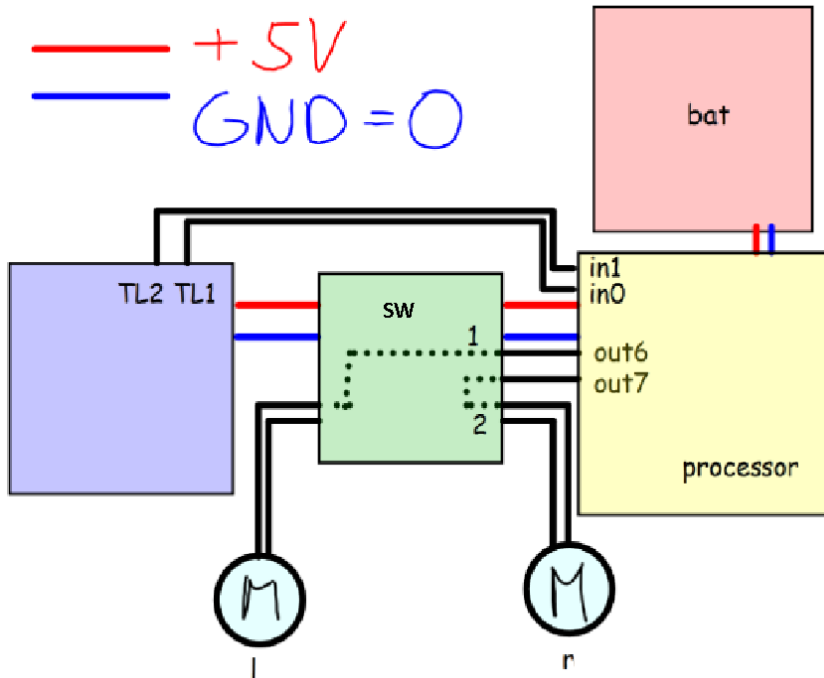 +5V
GND=0
bat
in1
in0
TL2 TL1
SW
1
out6
out7
2
processor
M
M
l
r